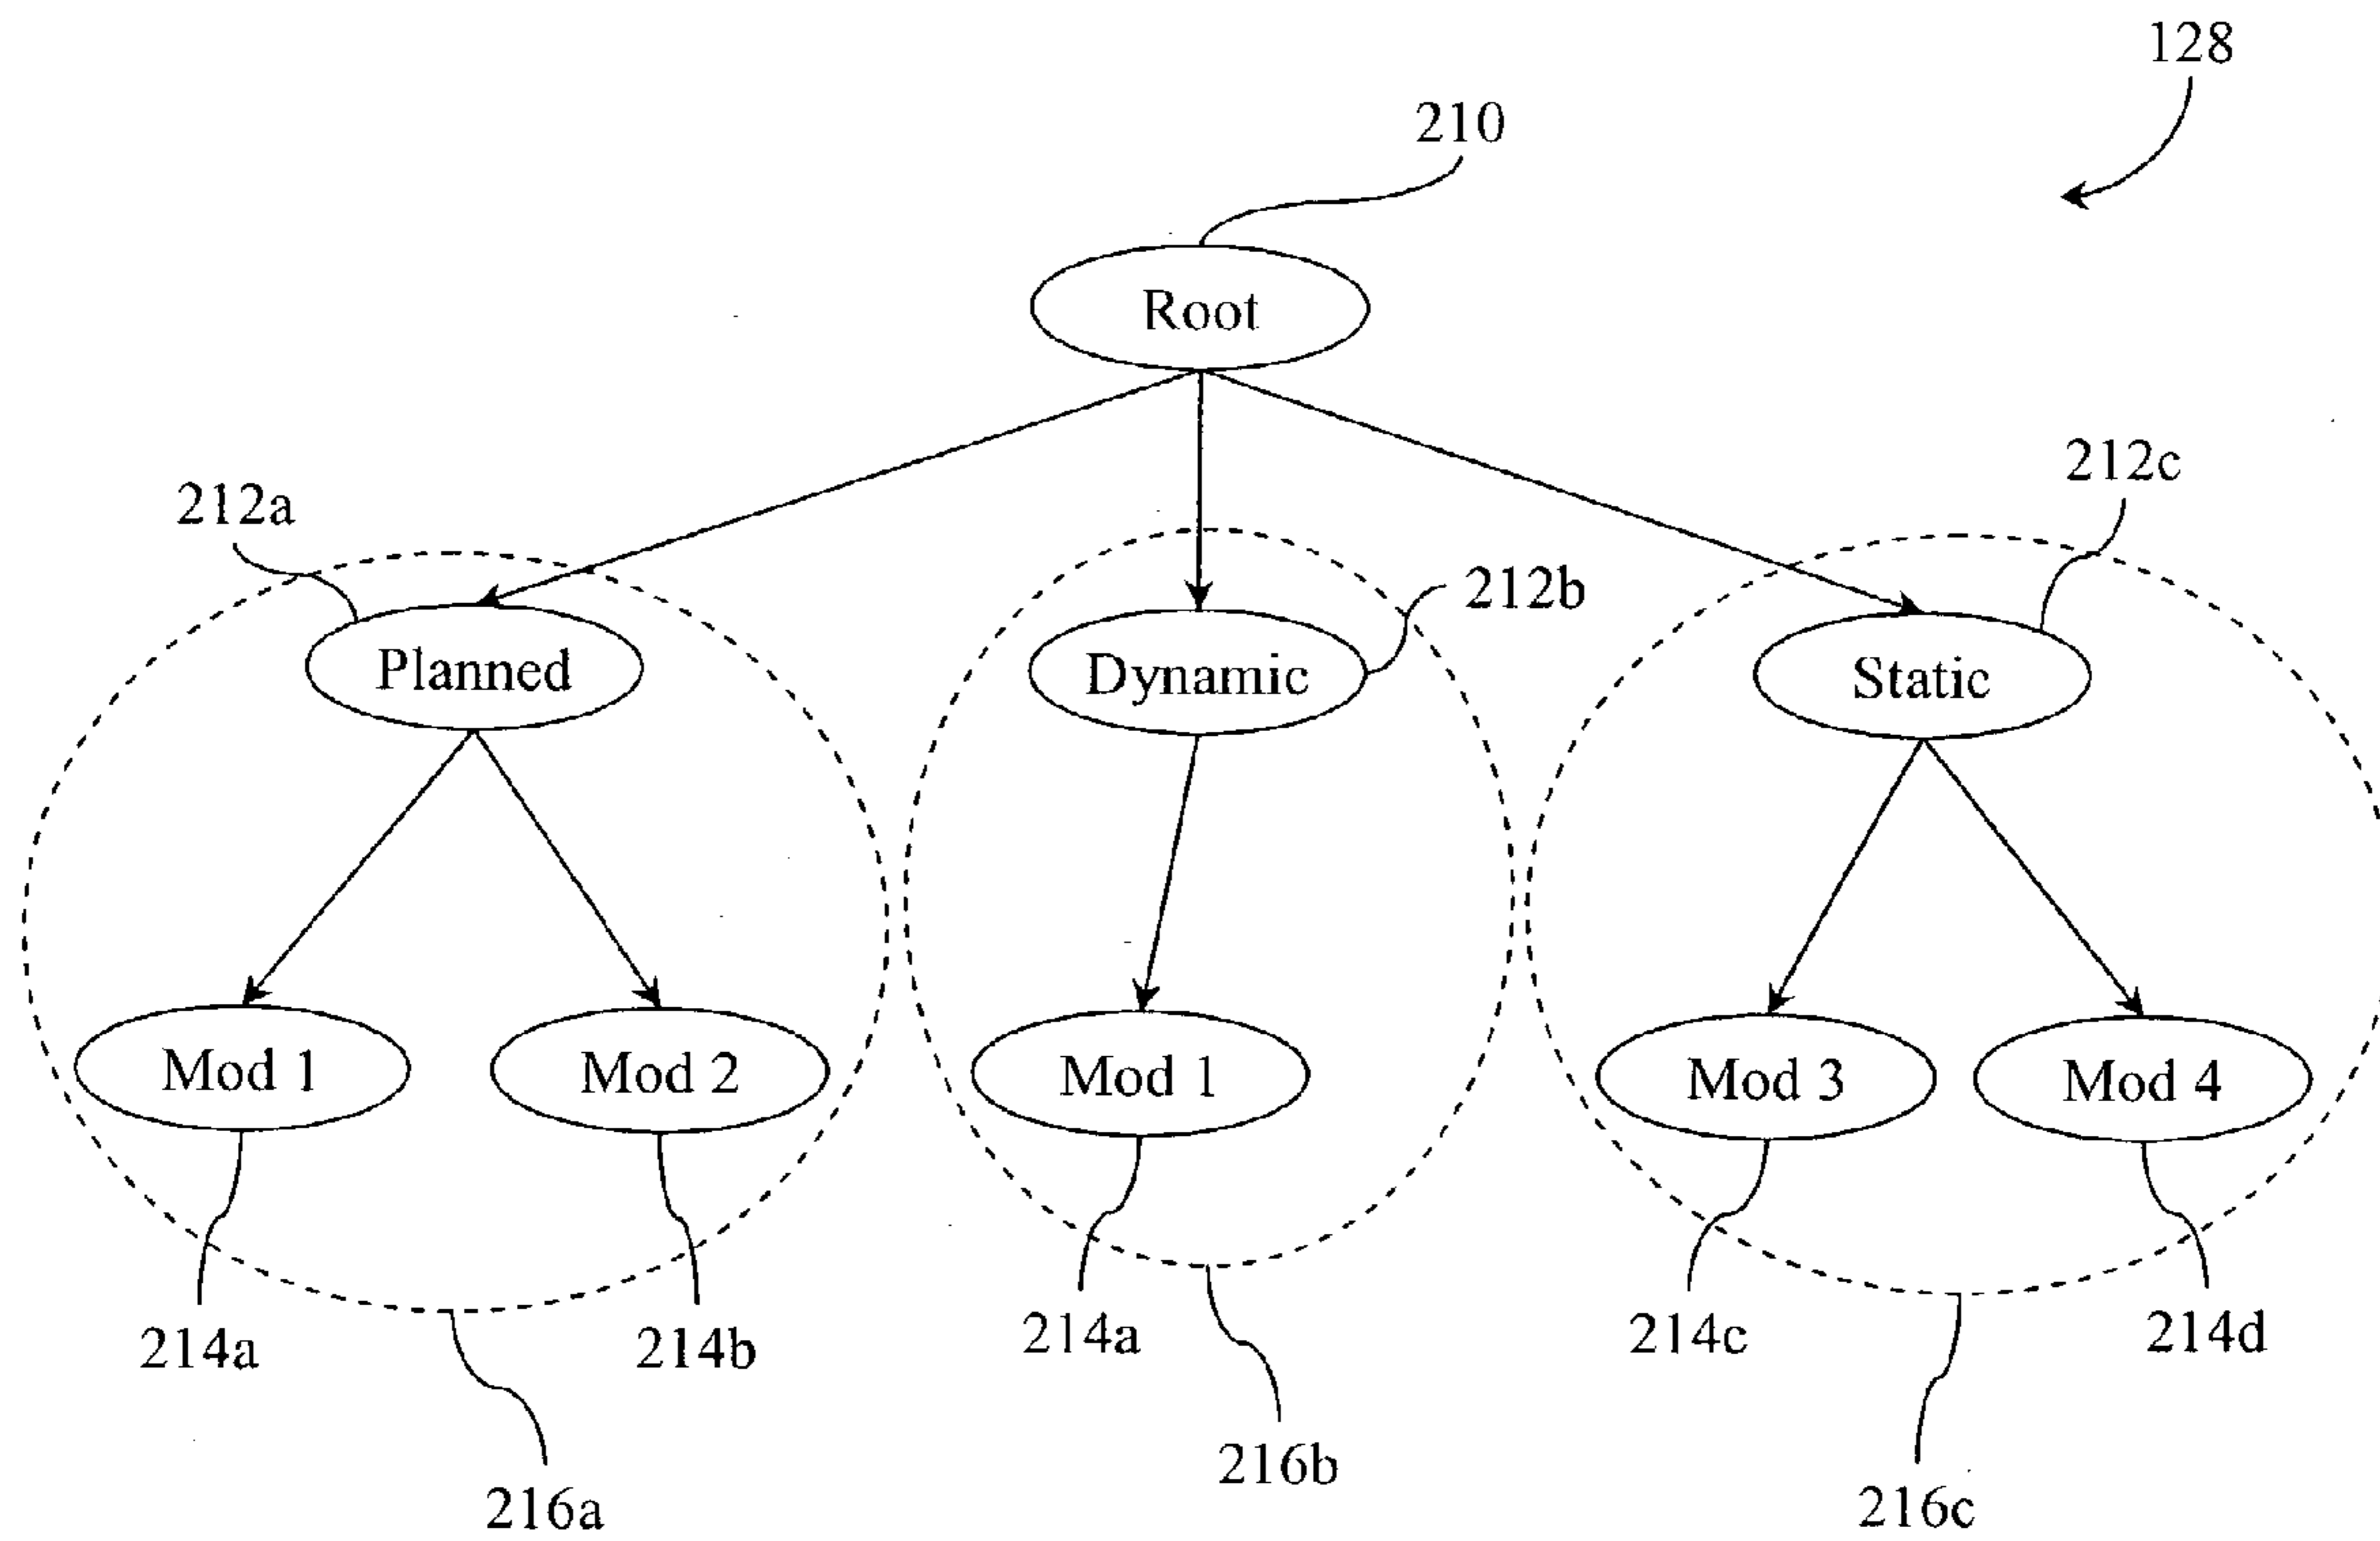 128
210
Root
212c
212a
212b
Planned
Dynamic
Static
Mod 1
Mod 2
Mod 1
Mod 3
Mod 4
214a
214b
214a
214c
214d
216b
216a
216c